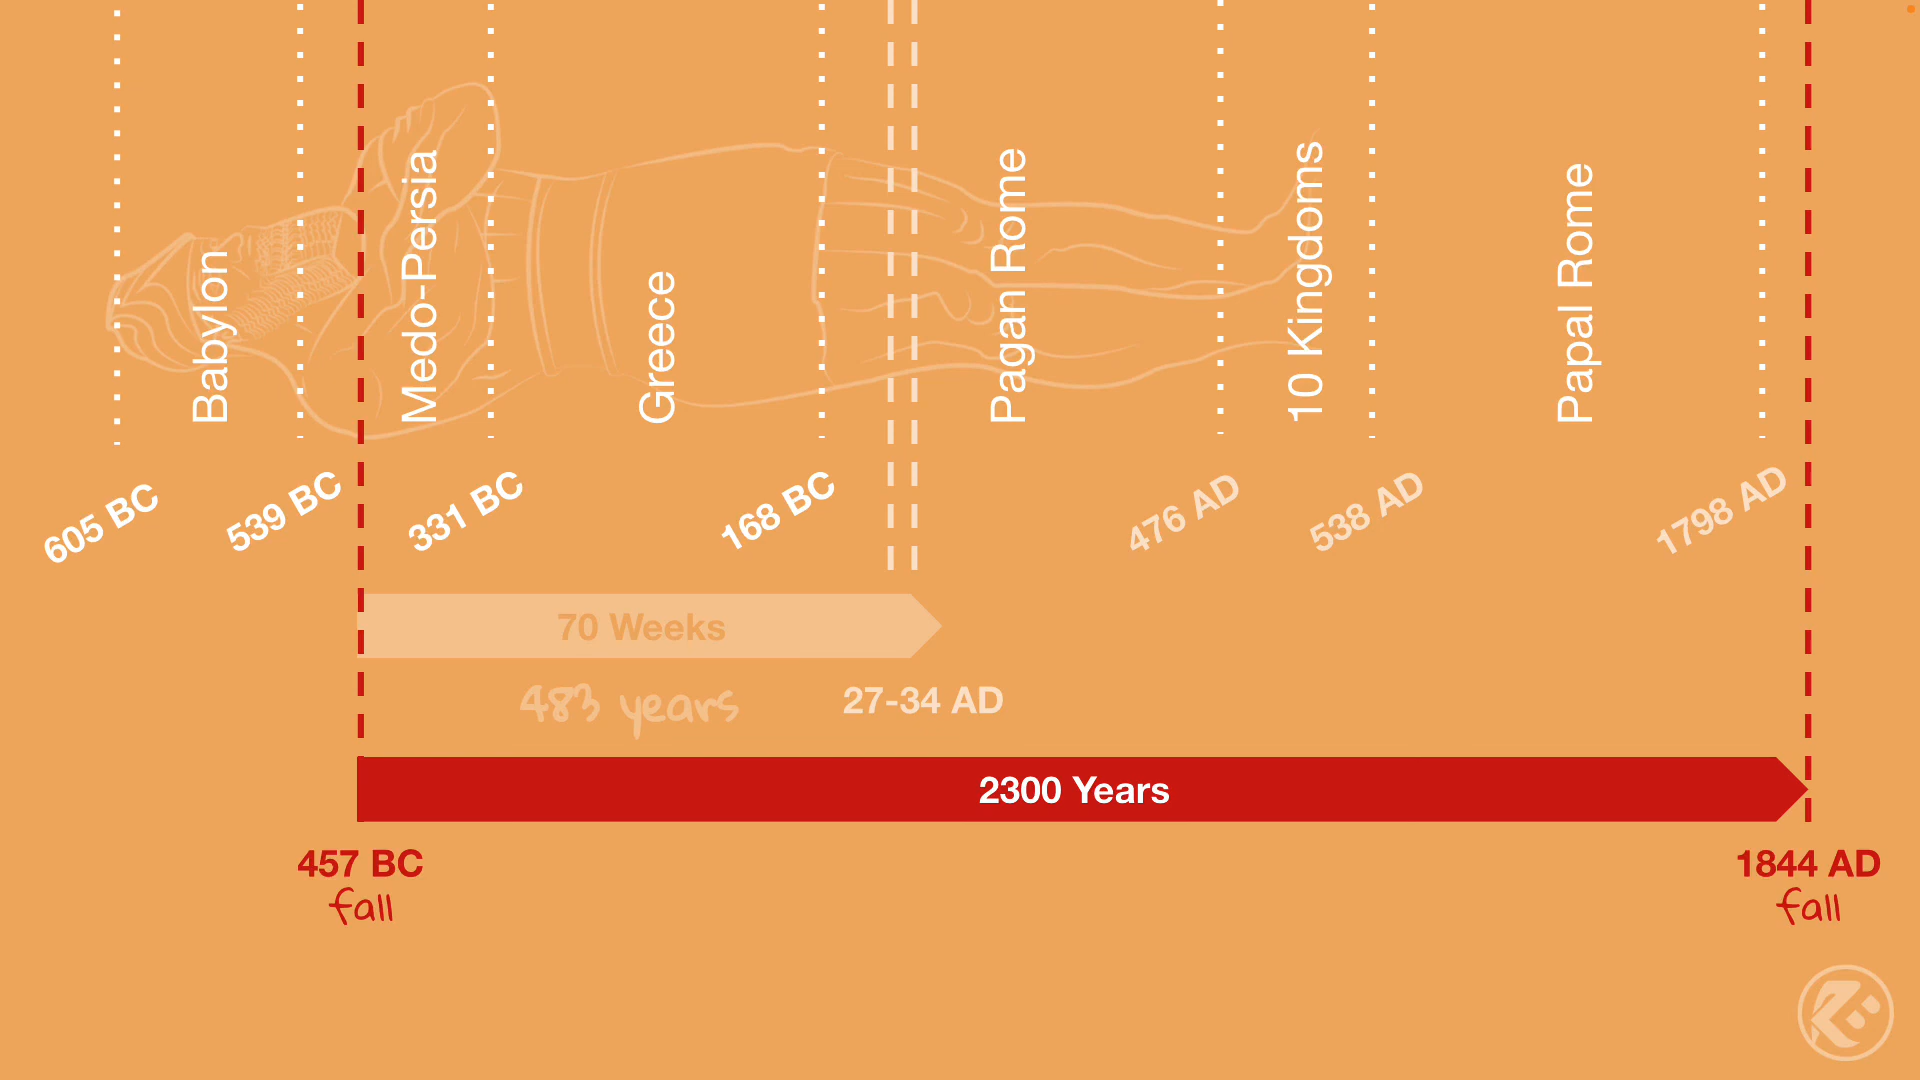 Babylon
Medo-Persia
Greece
Pagan Rome
10 Kingdoms
Papal Rome
605 BC
539 BC
331 BC
168 BC
476 AD
538 AD
1798 AD
70 Weeks
483 years
27-34 AD
2300 Years
457 BC
fall
1844 AD
fall